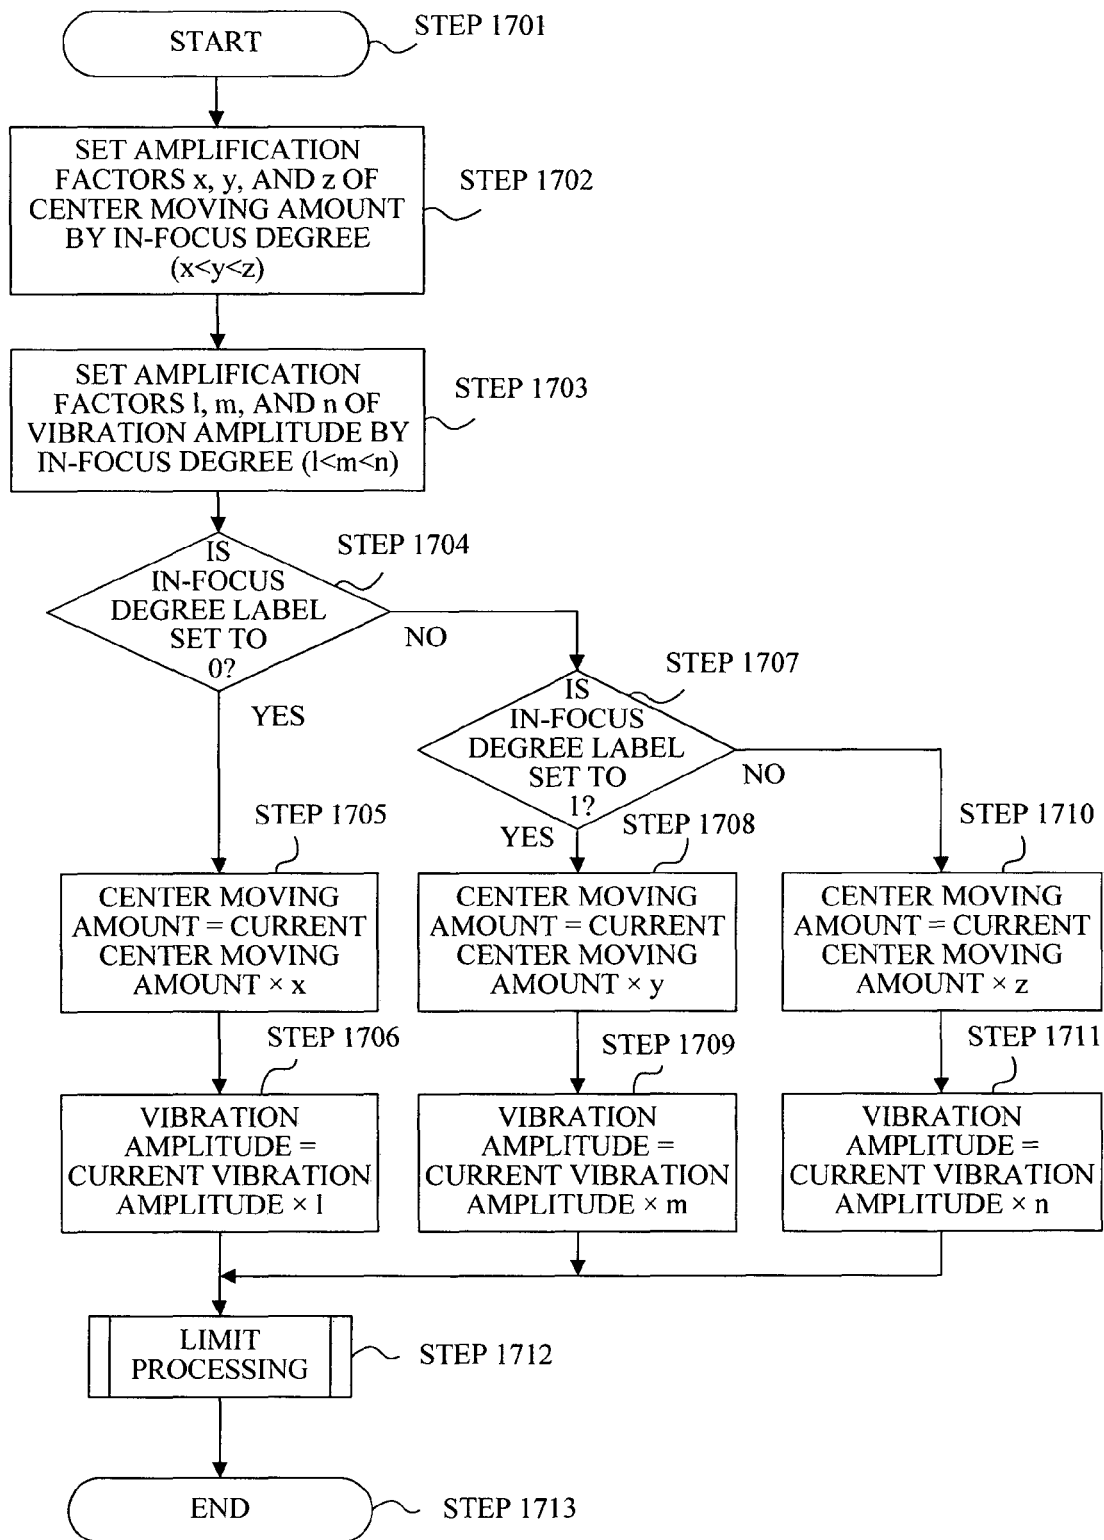 START
STEP 1701
SET AMPLIFICATION
FACTORS x, y, AND z OF
CENTER MOVING AMOUNT
BY IN-FOCUS DEGREE
(x<y<z)
STEP 1702
SET AMPLIFICATION
FACTORS l, m, AND n OF
VIBRATION AMPLITUDE BY
IN-FOCUS DEGREE (l<m<n)
STEP 1703
IS
IN-FOCUS
DEGREE LABEL
SET TO
0?
STEP 1704
NO
YES
IS
IN-FOCUS
DEGREE LABEL
SET TO
1?
STEP 1707
NO
YES
STEP 1705
CENTER MOVING
AMOUNT = CURRENT
CENTER MOVING
AMOUNT × x
STEP 1708
CENTER MOVING
AMOUNT = CURRENT
CENTER MOVING
AMOUNT × y
STEP 1710
CENTER MOVING
AMOUNT = CURRENT
CENTER MOVING
AMOUNT × z
STEP 1706
VIBRATION
AMPLITUDE =
CURRENT VIBRATION
AMPLITUDE × l
STEP 1709
VIBRATION
AMPLITUDE =
CURRENT VIBRATION
AMPLITUDE × m
STEP 1711
VIBRATION
AMPLITUDE =
CURRENT VIBRATION
AMPLITUDE × n
LIMIT
PROCESSING
STEP 1712
END
STEP 1713